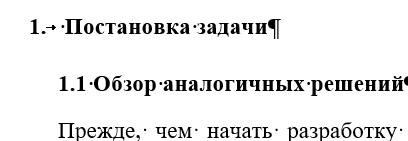 1. Постановка задачи
1.1 Обзор аналогичных решений
Прежде, чем начать разработку